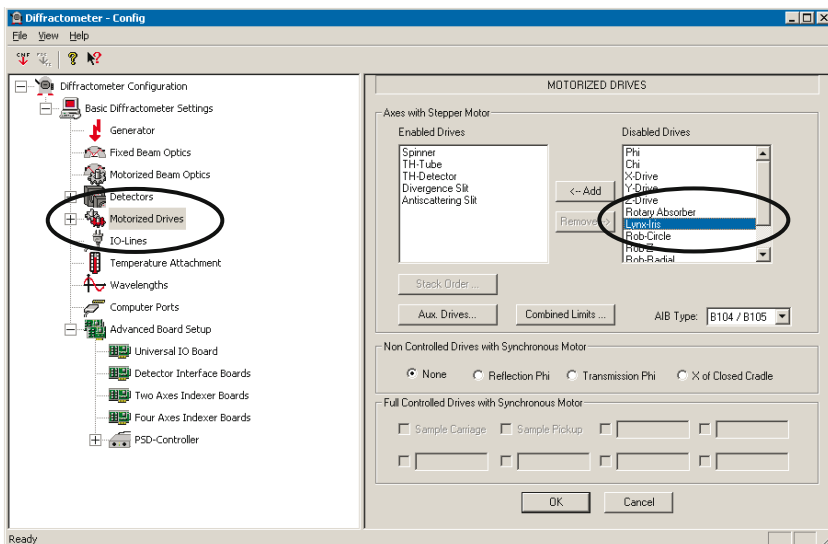 Diffractometer - Config
File View Help
Diffractometer Configuration
Basic Diffractometer Settings
Generator
Fixed Beam Optics
Motorized Beam Optics
Detectors
Motorized Drives
IO-Lines
Temperature Attachment
Wavelengths
Computer Ports
Advanced Board Setup
Universal IO Board
Detector Interface Boards
Two Axes Indexer Boards
Four Axes Indexer Boards
PSD-Controller
MOTORIZED DRIVES
Axes with Stepper Motor
Enabled Drives
Spinner
TH-Tube
TH-Detector
Divergence Slit
Antiscattering Slit
<-- Add
Remove -->
Disabled Drives
Phi
Chi
X-Drive
Y-Drive
Z-Drive
Rotary Absorber
Lynx-Iris
Rob-Circle
Rob-Z
Rob-Radial
Stack Order ...
Aux. Drives...
Combined Limits ...
AIB Type: B104 / B105
Non Controlled Drives with Synchronous Motor
None Reflection Phi Transmission Phi X of Closed Cradle
Full Controlled Drives with Synchronous Motor
Sample Carriage Sample Pickup
OK Cancel
Ready